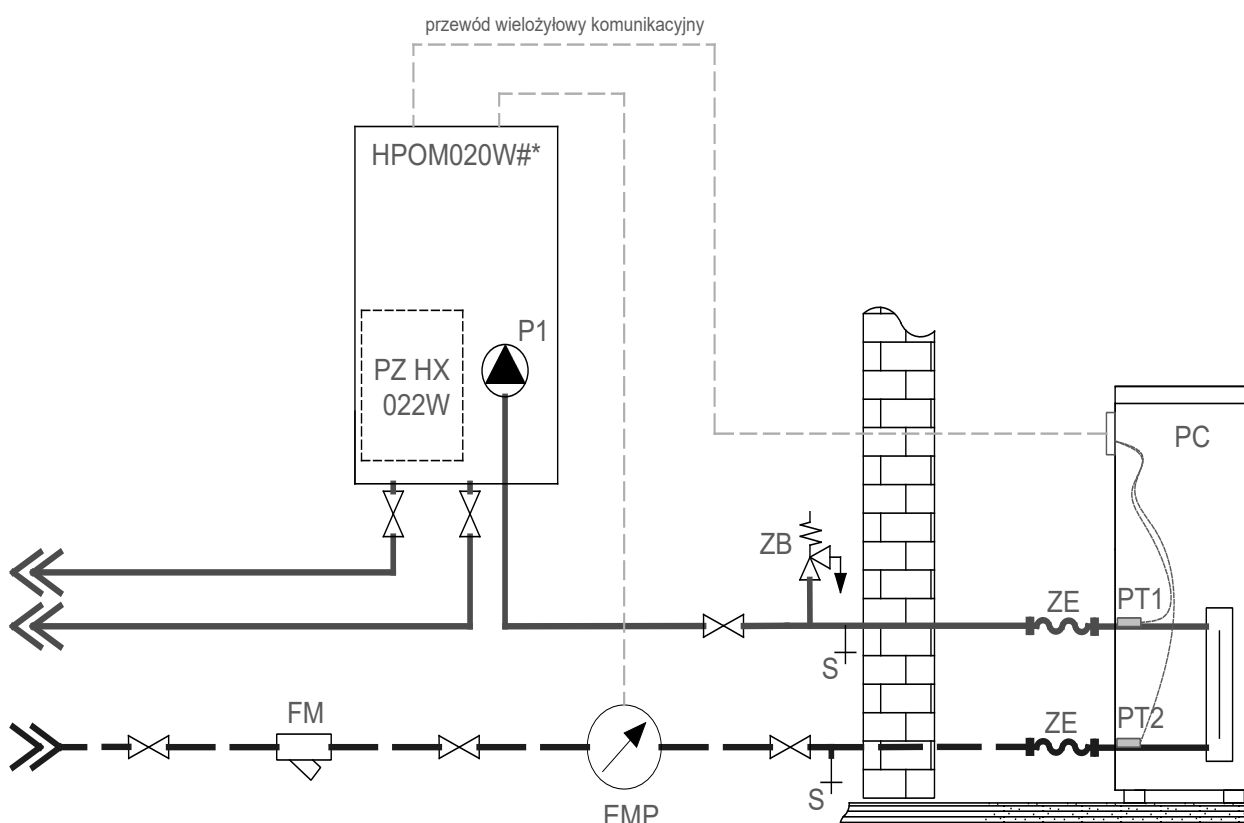 przewód wielożyłowy komunikacyjny
HPOM020W#*
P1
PZ HX
022W
PC
ZB
ZE
PT1
S
FM
ZE
PT2
S
FMP